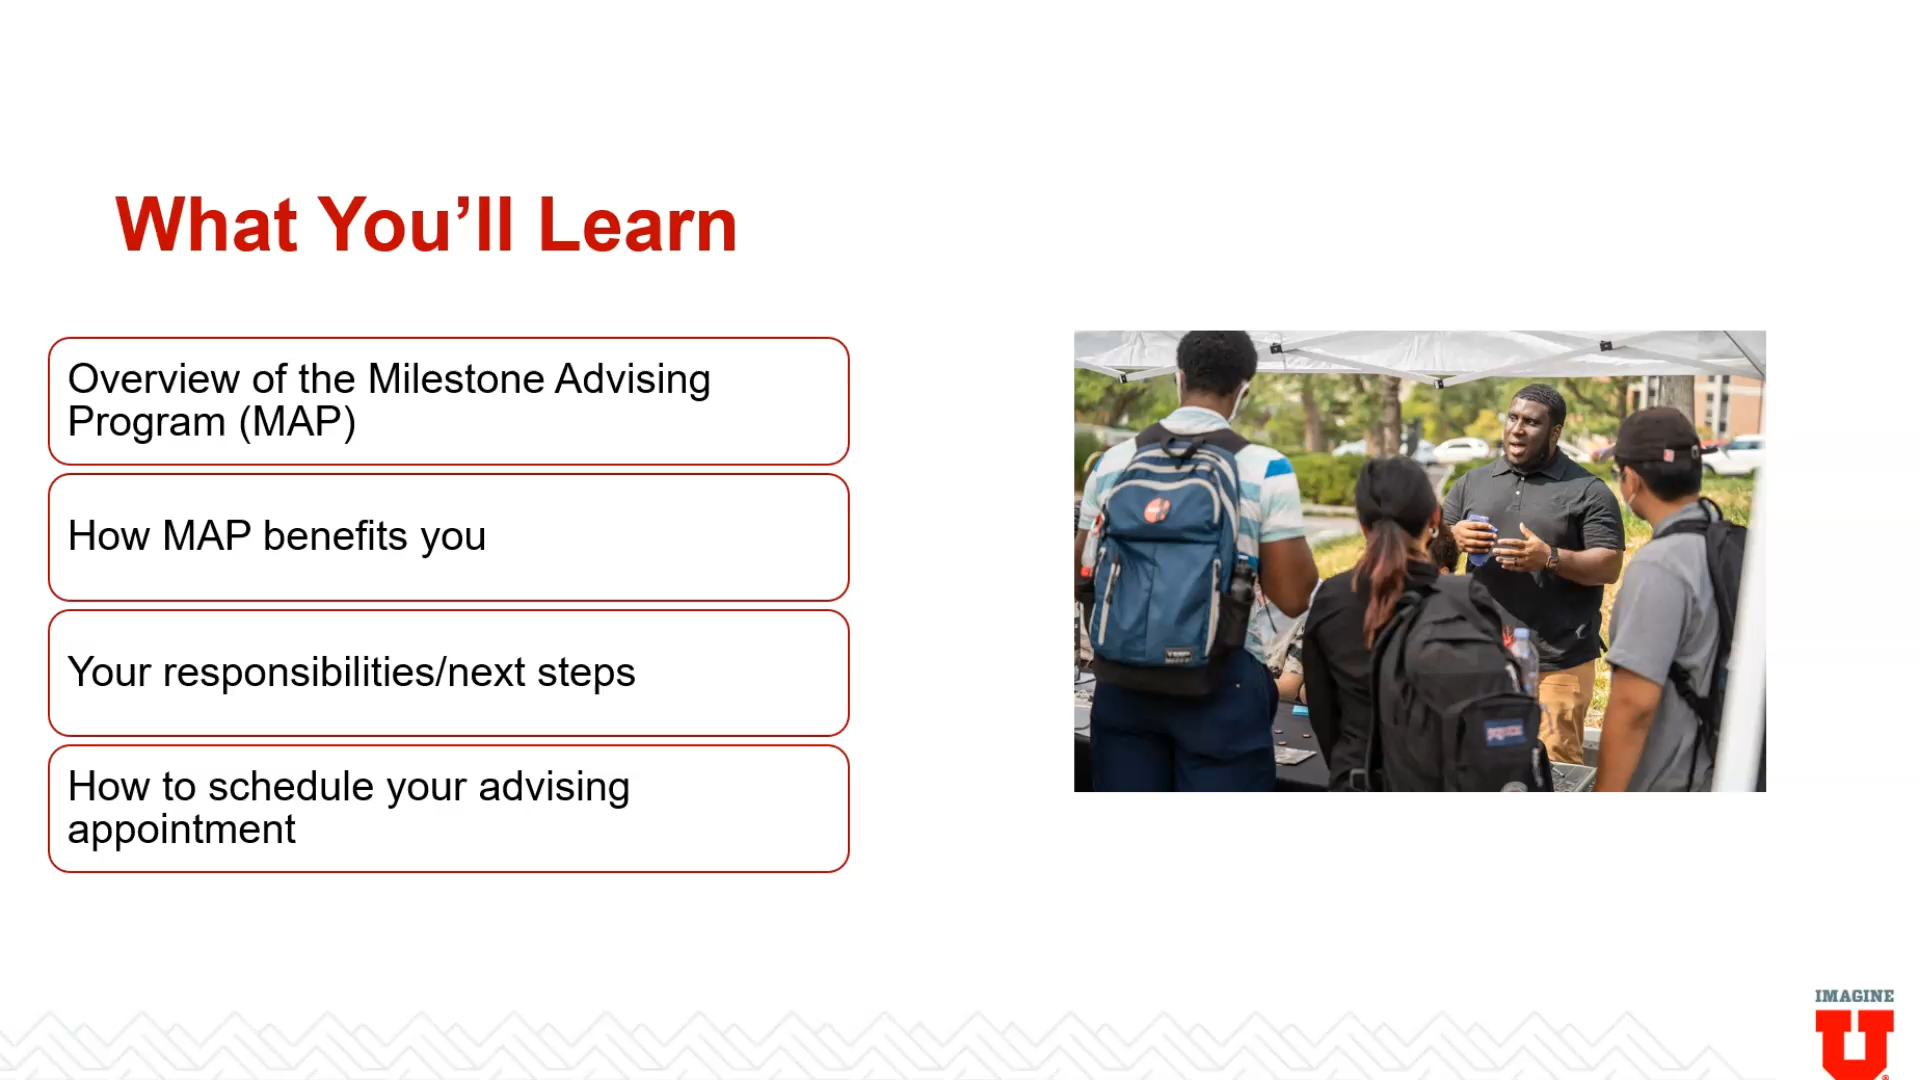 What You’ll Learn
Overview of the Milestone Advising
Program (MAP)
How MAP benefits you
Your responsibilities/next steps
How to schedule your advising
appointment
IMAGINE
U